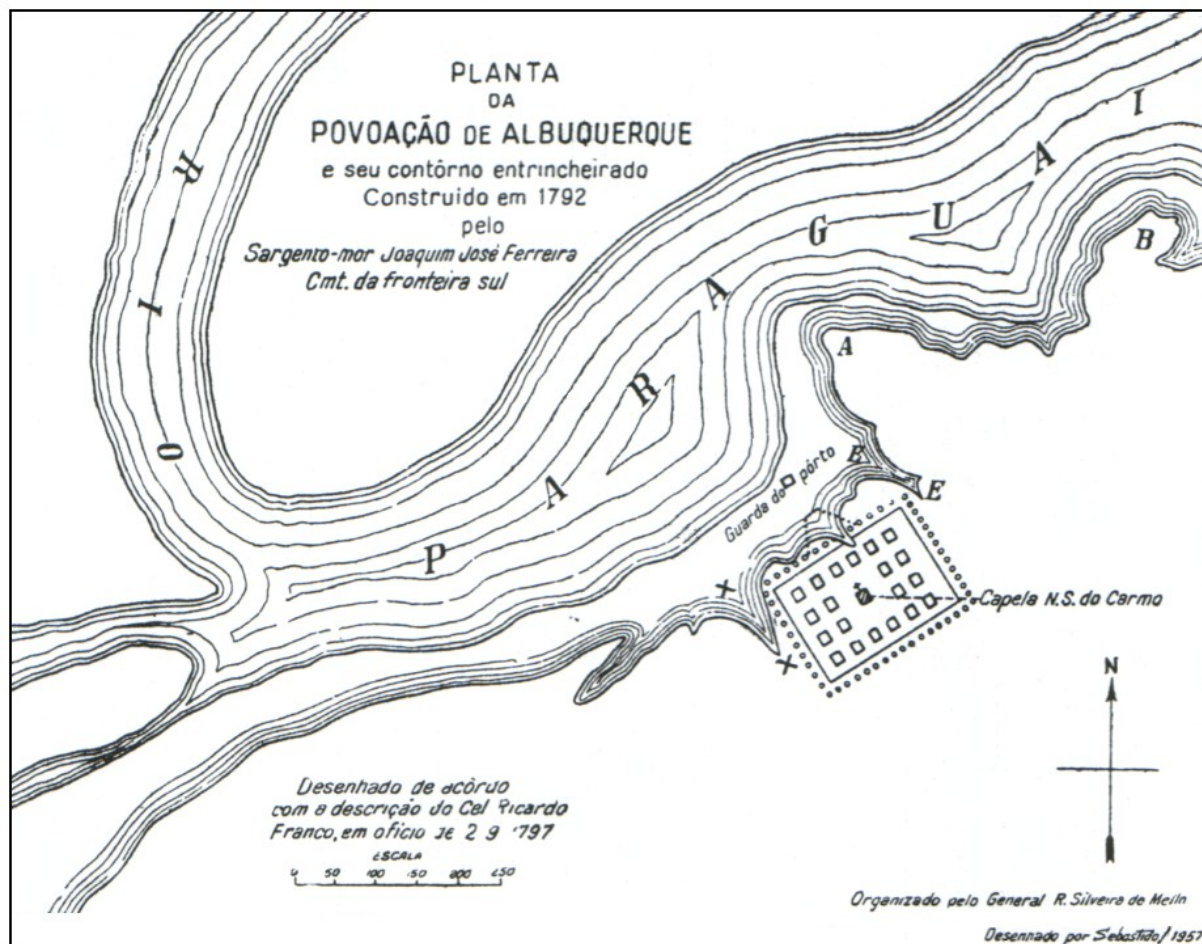 PLANTA
DA
POVOAÇÃO DE ALBUQUERQUE
e seu contôrno entrincheirado
Construido em 1792
pelo
Sargento-mor Joaquim José Ferreira
Cmt. da fronteira sul
RIO
PARAGUAI
A
B
E
E
Guarda do pôrto
Capela N.S. do Carmo
N
Desenhado de acôrdo
com a descrição do Cel Ricardo
Franco, em oficio de 2 9 1797
ESCALA
0 50 100 150 200 250
Organizado pelo General R. Silveira de
Desenhado por Sebastião/1957